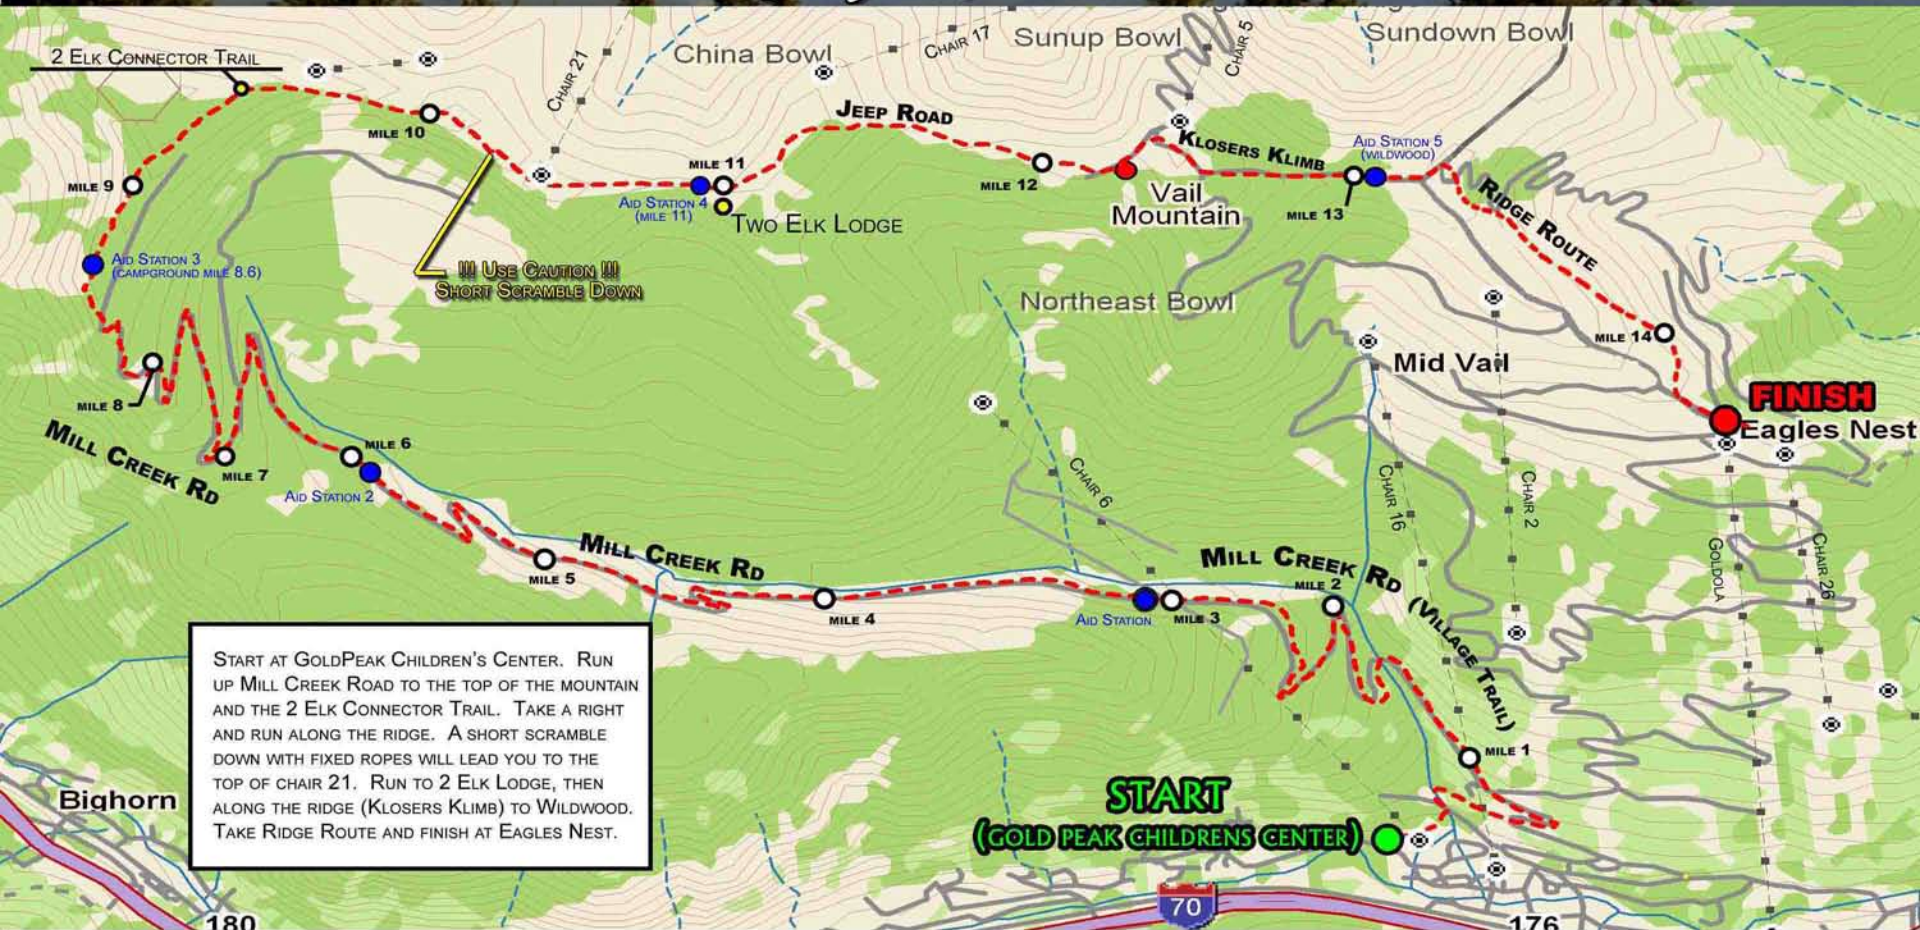 2 Elk Connector Trail
China Bowl
Chair 21
Chair 17
Sunup Bowl
Chair 5
Sundown Bowl
Mile 10
Jeep Road
Klosers Klimb
Aid Station 5
(Wildwood)
Mile 9
Mile 11
Mile 12
Aid Station 4
(Mile 11)
Two Elk Lodge
Vail
Mountain
Mile 13
Ridge Route
Aid Station 3
(Campground Mile 8.6)
!!! Use Caution !!!
Short Scramble Down
Northeast Bowl
Mile 14
Mid Vail
Mile 8
FINISH
Eagles Nest
Mill Creek Rd
Mile 7
Mile 6
Aid Station 2
Chair 6
Chair 16
Chair 2
Goldola
Chair 26
Mile 5
Mill Creek Rd
Mile 4
Aid Station
Mile 3
Mill Creek Rd (Village Trail)
Mile 2
Mile 1
Start at GoldPeak Children's Center. Run
up Mill Creek Road to the top of the mountain
and the 2 Elk Connector Trail. Take a right
and run along the ridge. A short scramble
down with fixed ropes will lead you to the
top of chair 21. Run to 2 Elk Lodge, then
along the ridge (Klosers Klimb) to Wildwood.
Take Ridge Route and finish at Eagles Nest.
START
(GOLD PEAK CHILDRENS CENTER)
Bighorn
180
70
176